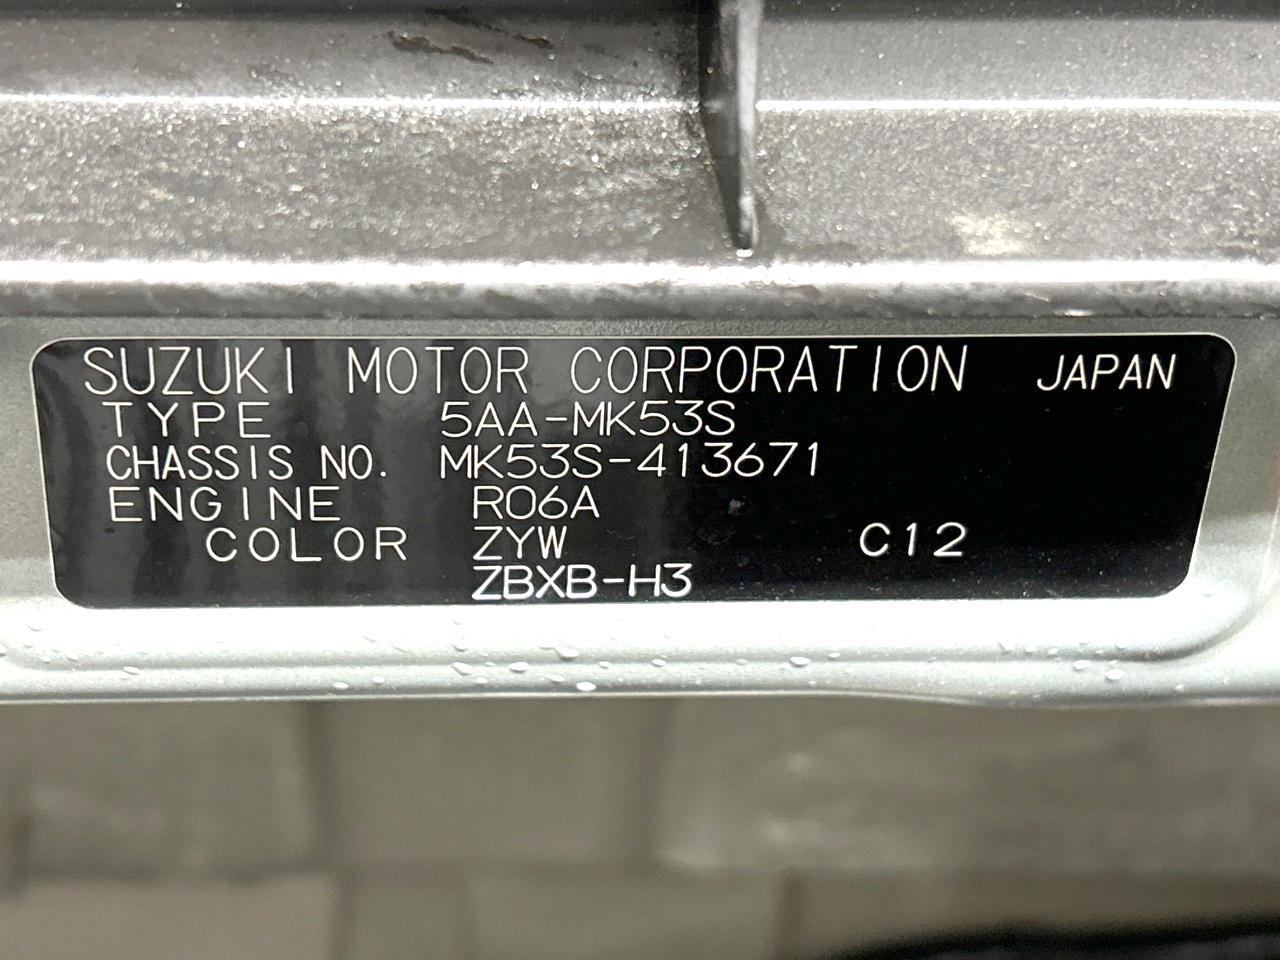 SUZUKI MOTOR CORPORATION JAPAN
TYPE 5AA-MK53S
CHASSIS NO. MK53S-413671
ENGINE R06A
COLOR ZYW C12
ZBXB-H3